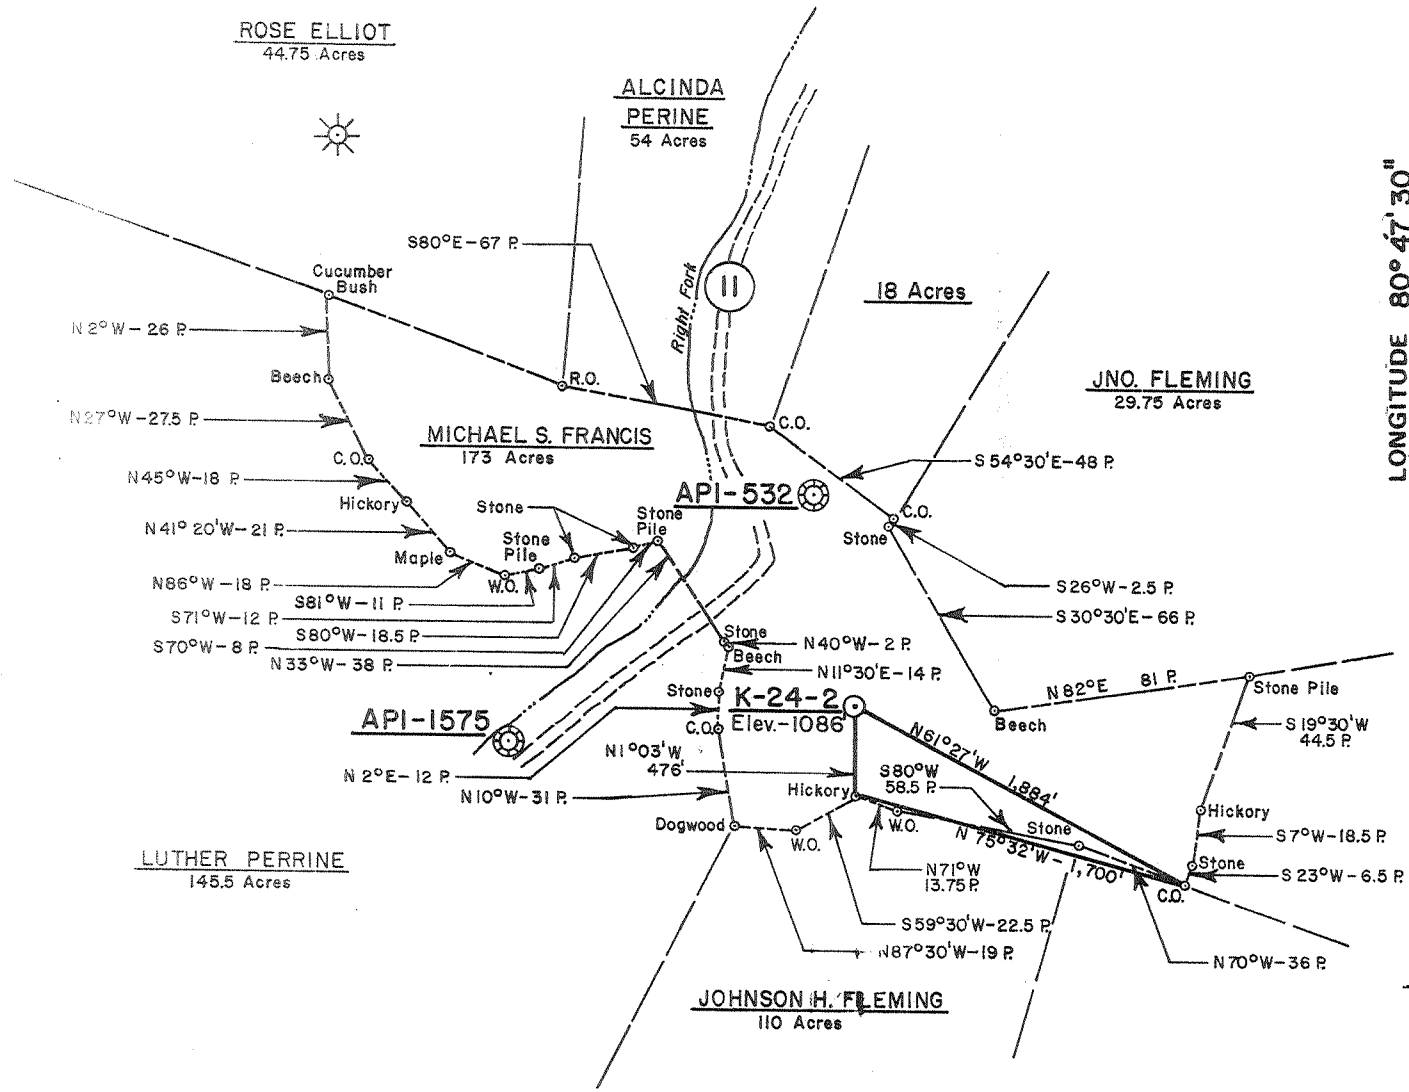 ROSE ELLIOT
44.75 Acres
ALCINDA
PERINE
54 Acres
LONGITUDE 80° 47' 30"
S80°E-67 P.
Right Fork
11
18 Acres
Cucumber
Bush
N 2°W-26 P.
Beech
R.O.
JNO. FLEMING
29.75 Acres
N27°W-27.5 P.
C.O.
MICHAEL S. FRANCIS
173 Acres
C.O.
S 54°30'E-48 P.
N45°W-18 P.
Hickory
API-532
Stone
Stone
Pile
C.O.
Stone
N41° 20'W-21 P.
Maple
Stone
Pile
W.O.
N86°W-18 P.
S81°W-11 P.
S71°W-12 P.
S80°W-18.5 P.
S70°W-8 P.
N33°W-38 P.
S26°W-2.5 P.
S30°30'E-66 P.
Stone
N40°W-2 P.
Beech
N11°30'E-14 P.
Stone
K-24-2
Elev.-1086'
N82°E 81 P.
Stone Pile
Beech
API-1575
C.O.
N61°27'W 1,884'
S19°30'W
44.5 P.
N1°03'W
476'
S80°W
58.5 P.
N 2°E-12 P.
N10°W-31 P.
Hickory
Hickory
Dogwood
W.O.
W.O.
Stone
N 75°32'W-1,700'
S7°W-18.5 P.
Stone
S23°W-6.5 P.
C.O.
LUTHER PERRINE
145.5 Acres
N71°W
13.75 P.
S59°30'W-22.5 P.
N87°30'W-19 P.
N70°W-36 P.
JOHNSON H. FLEMING
110 Acres